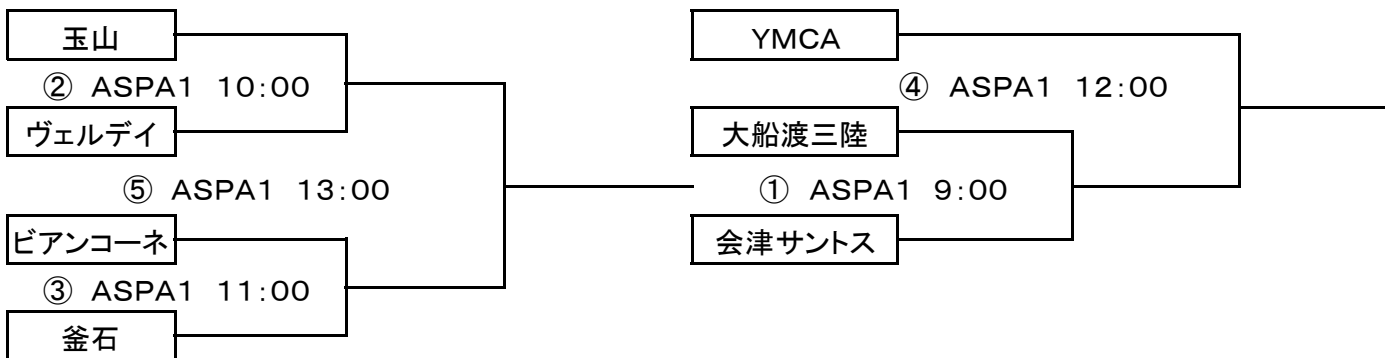 玉山
② ASPA1 10:00
ヴェルデイ
⑤ ASPA1 13:00
ビアンコーネ
③ ASPA1 11:00
釜石
YMCA
④ ASPA1 12:00
大船渡三陸
① ASPA1 9:00
会津サントス